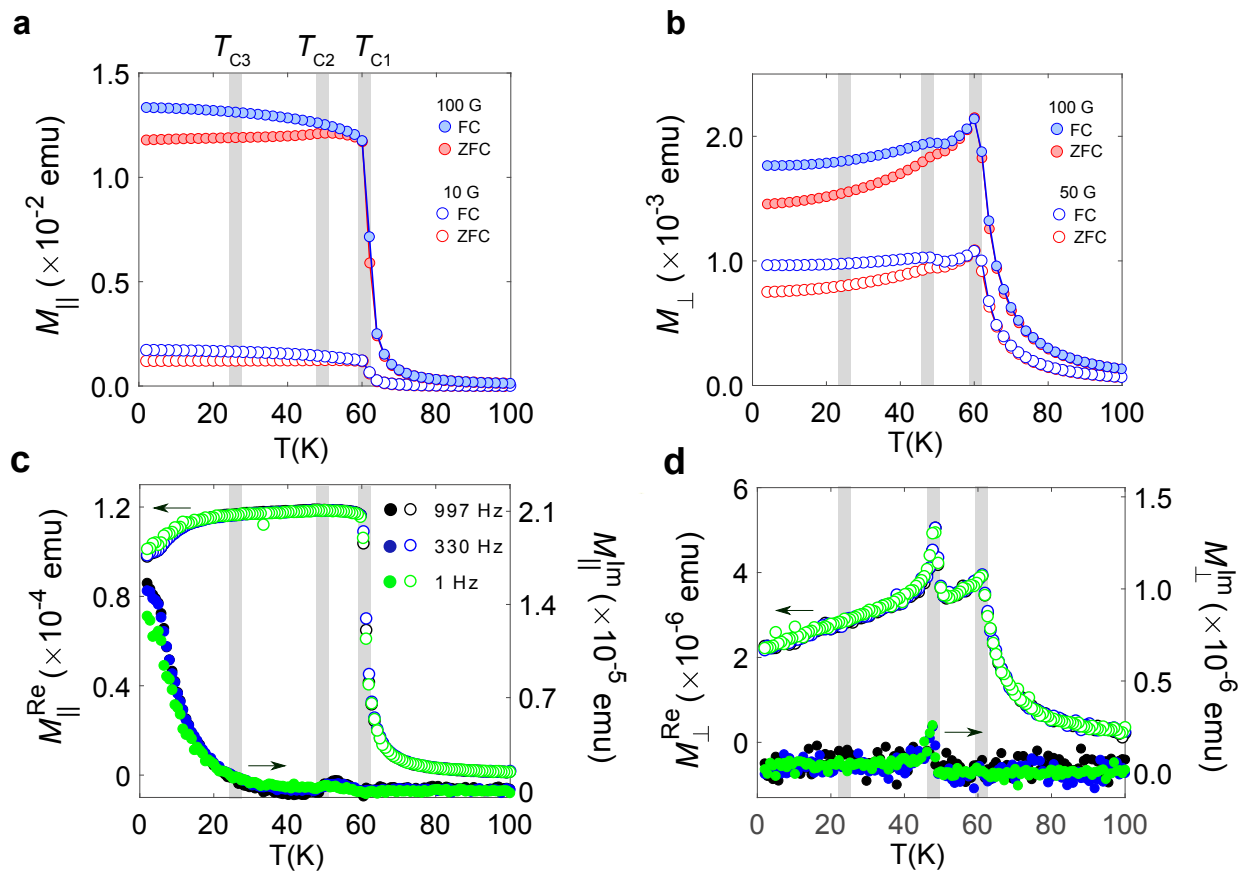 a
T_C3 T_C2 T_C1
1.5
1.0
0.5
0.0
M_|| (×10^-2 emu)
100 G
FC
ZFC
10 G
FC
ZFC
0 20 40 60 80 100
T(K)
b
2.0
1.0
0.0
M_⊥ (×10^-3 emu)
100 G
FC
ZFC
50 G
FC
ZFC
0 20 40 60 80 100
T(K)
c
1.2
0.8
0.4
0
M_||^Re (×10^-4 emu)
997 Hz
330 Hz
1 Hz
2.1
1.4
0.7
0
M_||^Im (×10^-5 emu)
0 20 40 60 80 100
T(K)
d
6
4
2
0
M_⊥^Re (×10^-6 emu)
1.5
1.0
0.5
0.0
M_⊥^Im (×10^-6 emu)
0 20 40 60 80 100
T(K)